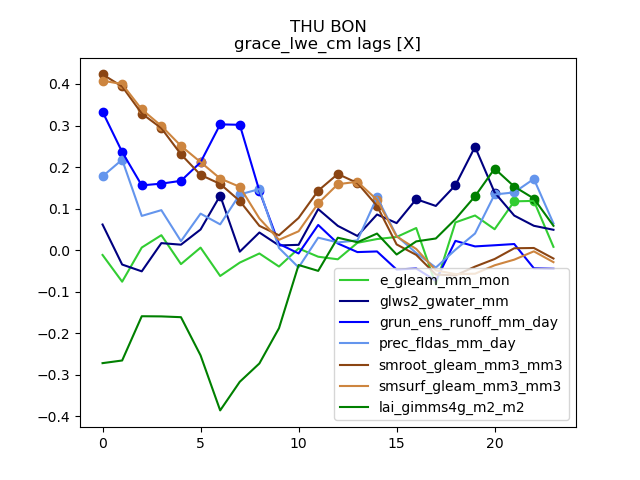 THU BON
grace_lwe_cm lags [X]
0.4
0.3
0.2
0.1
0.0
−0.1
−0.2
−0.3
−0.4
0
5
10
15
20
e_gleam_mm_mon
glws2_gwater_mm
grun_ens_runoff_mm_day
prec_fldas_mm_day
smroot_gleam_mm3_mm3
smsurf_gleam_mm3_mm3
lai_gimms4g_m2_m2